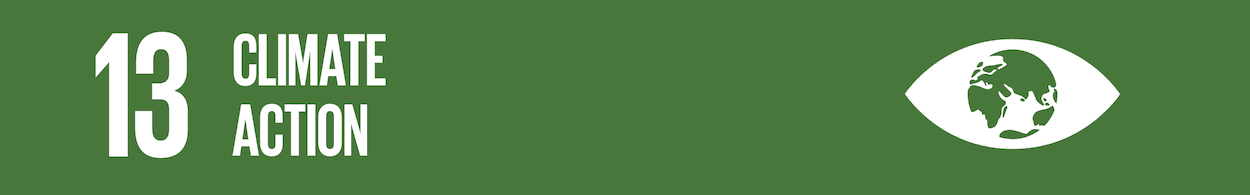 13
CLIMATE
ACTION